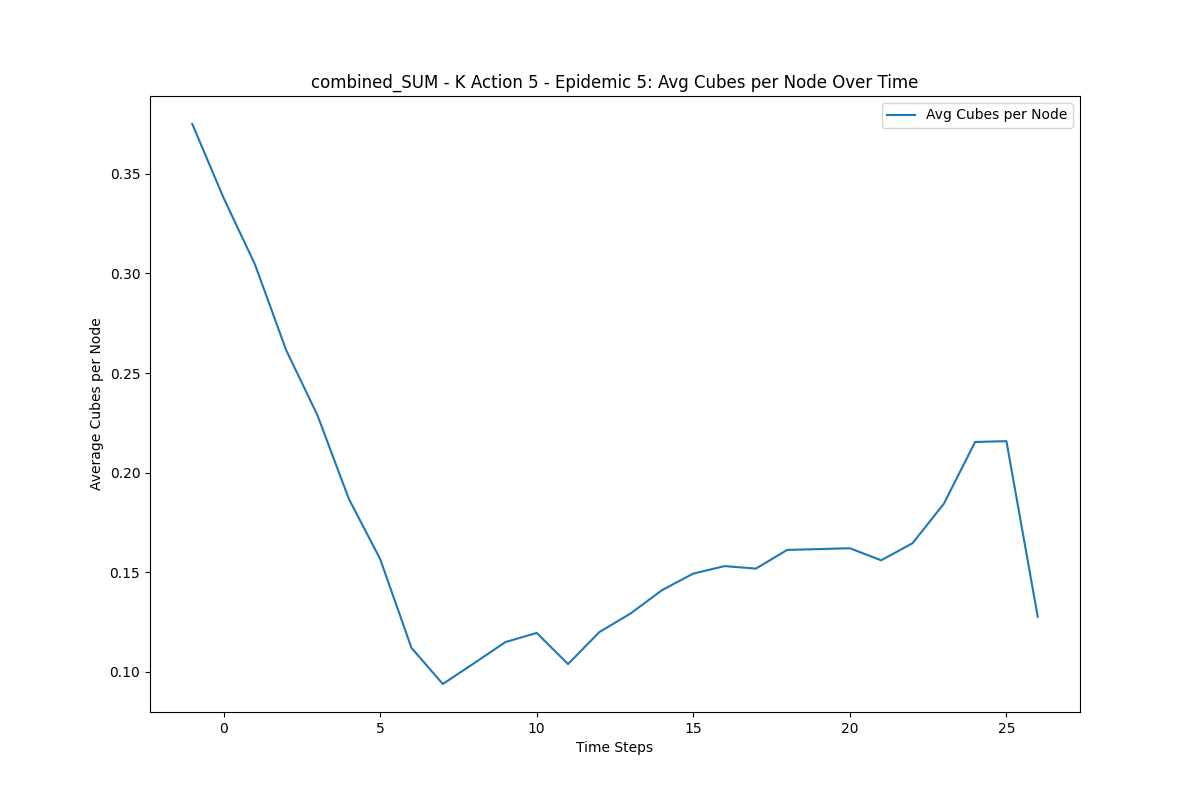 combined_SUM - K Action 5 - Epidemic 5: Avg Cubes per Node Over Time
Avg Cubes per Node
Average Cubes per Node
0.35
0.30
0.25
0.20
0.15
0.10
0 5 10 15 20 25
Time Steps